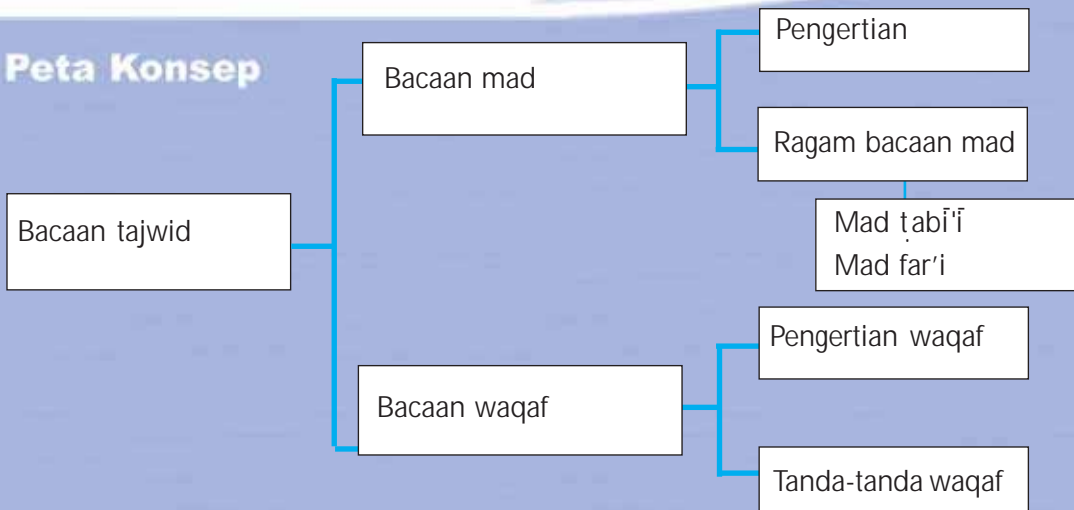 Peta Konsep
Bacaan tajwid
Bacaan mad
Pengertian
Ragam bacaan mad
Mad ṭabī'ī
Mad far'i
Bacaan waqaf
Pengertian waqaf
Tanda-tanda waqaf